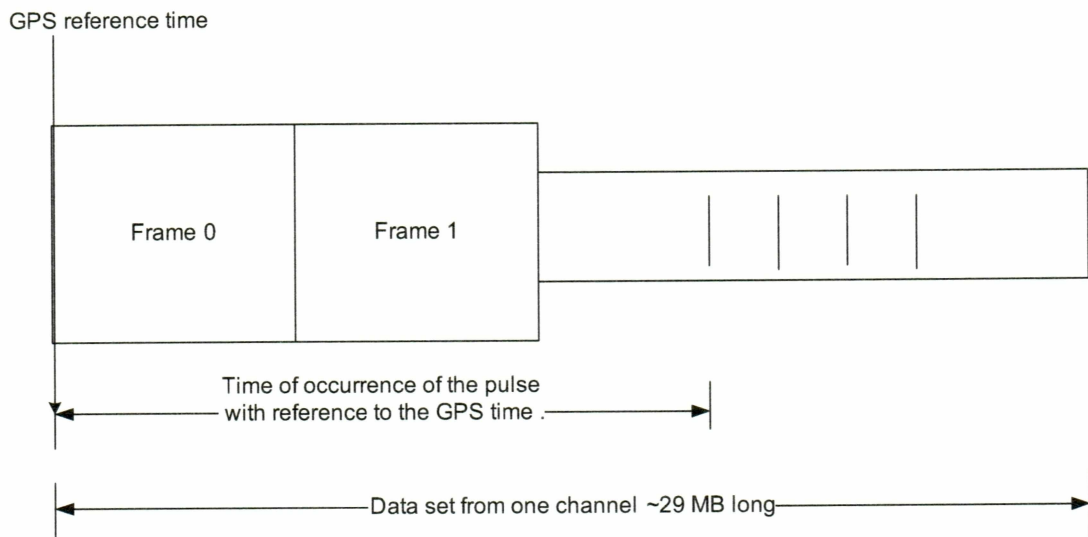 GPS reference time
Frame 0
Frame 1
Time of occurrence of the pulse
with reference to the GPS time .
Data set from one channel ~29 MB long